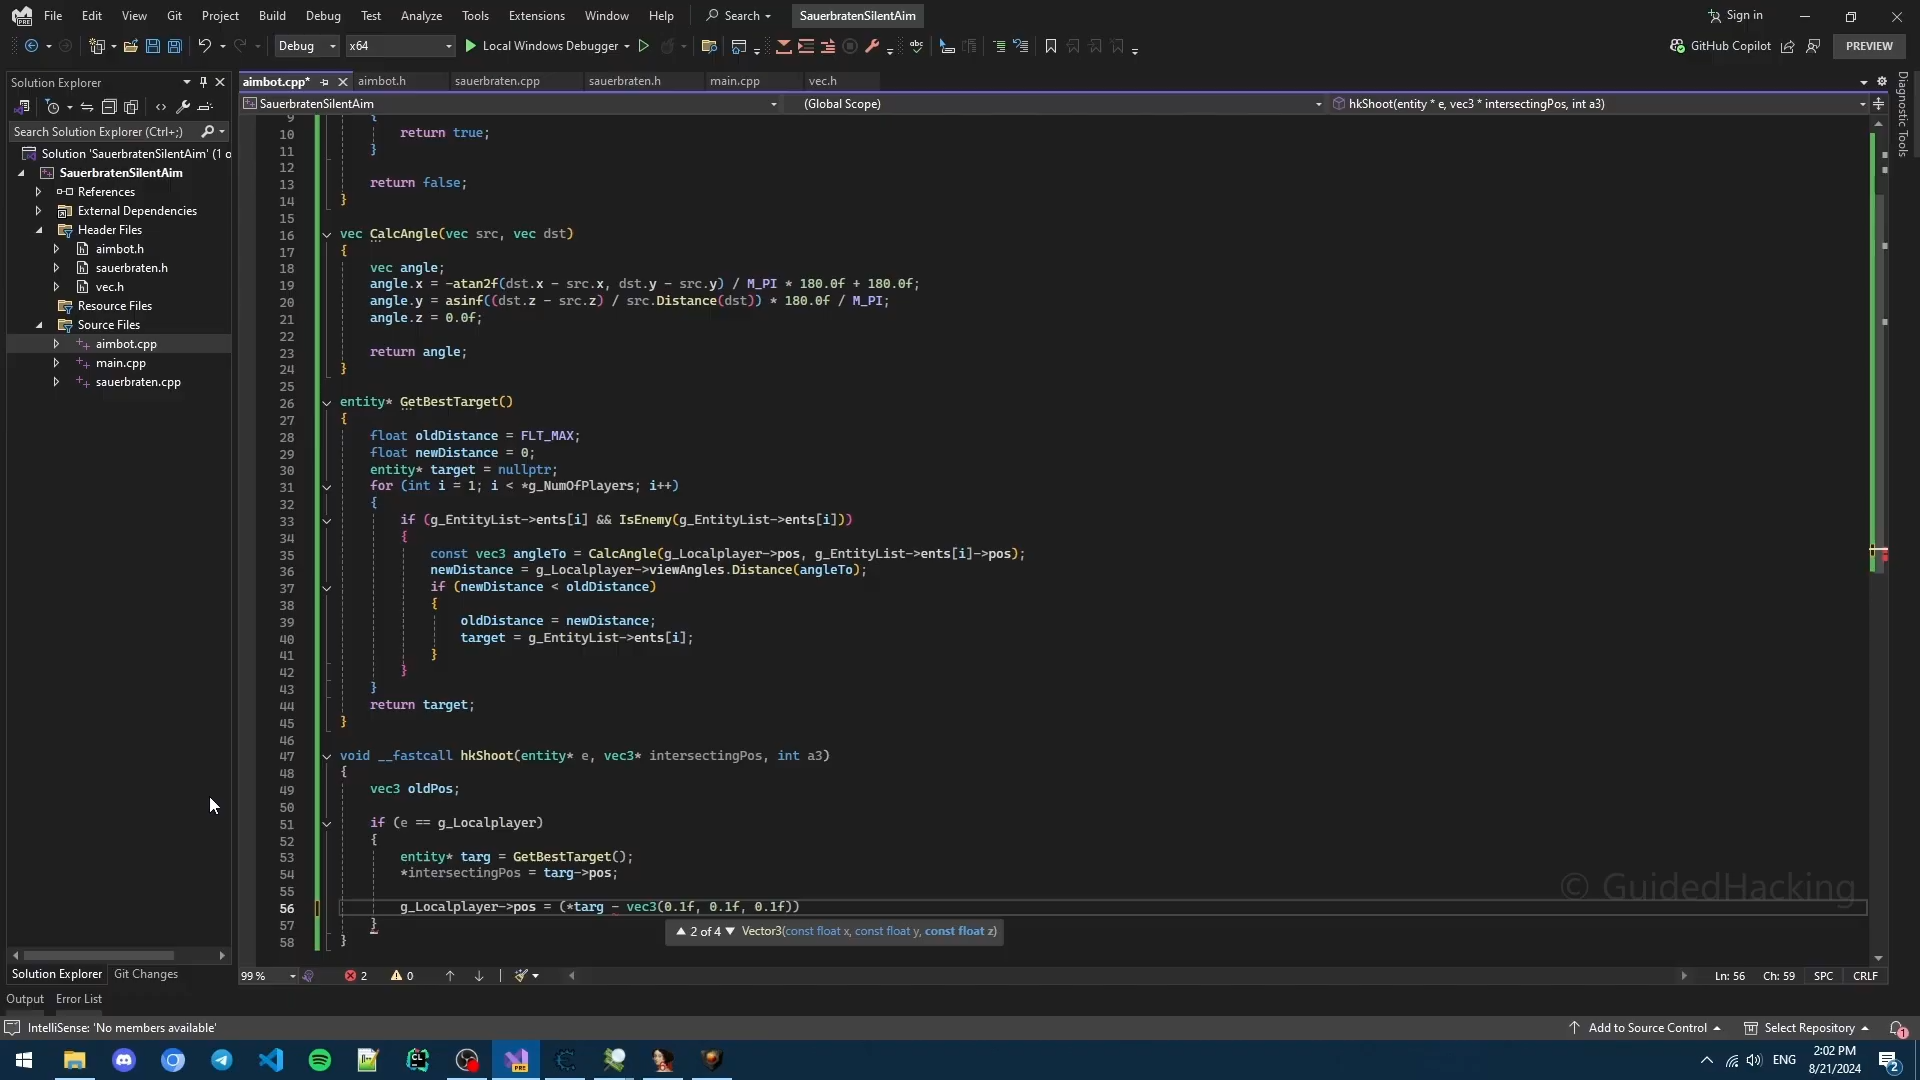 File Edit View Git Project Build Debug Test Analyze Tools Extensions Window Help Search SauerbratenSilentAim Sign in
Debug x64 Local Windows Debugger GitHub Copilot PREVIEW
Solution Explorer
aimbot.cpp* aimbot.h sauerbraten.cpp sauerbraten.h main.cpp vec.h
SauerbratenSilentAim (Global Scope) hkShoot(entity * e, vec3 * intersectingPos, int a3)
Diagnostic Tools
Search Solution Explorer (Ctrl+;)
Solution 'SauerbratenSilentAim' (1 o
SauerbratenSilentAim
References
External Dependencies
Header Files
aimbot.h
sauerbraten.h
vec.h
Resource Files
Source Files
aimbot.cpp
main.cpp
sauerbraten.cpp
Solution Explorer Git Changes
9 {
10 return true;
11 }
12
13 return false;
14 }
15
16 vec CalcAngle(vec src, vec dst)
17 {
18 vec angle;
19 angle.x = -atan2f(dst.x - src.x, dst.y - src.y) / M_PI * 180.0f + 180.0f;
20 angle.y = asinf((dst.z - src.z) / src.Distance(dst)) * 180.0f / M_PI;
21 angle.z = 0.0f;
22
23 return angle;
24 }
25
26 entity* GetBestTarget()
27 {
28 float oldDistance = FLT_MAX;
29 float newDistance = 0;
30 entity* target = nullptr;
31 for (int i = 1; i < *g_NumOfPlayers; i++)
32 {
33 if (g_EntityList->ents[i] && IsEnemy(g_EntityList->ents[i]))
34 {
35 const vec3 angleTo = CalcAngle(g_Localplayer->pos, g_EntityList->ents[i]->pos);
36 newDistance = g_Localplayer->viewAngles.Distance(angleTo);
37 if (newDistance < oldDistance)
38 {
39 oldDistance = newDistance;
40 target = g_EntityList->ents[i];
41 }
42 }
43 }
44 return target;
45 }
46
47 void __fastcall hkShoot(entity* e, vec3* intersectingPos, int a3)
48 {
49 vec3 oldPos;
50
51 if (e == g_Localplayer)
52 {
53 entity* targ = GetBestTarget();
54 *intersectingPos = targ->pos;
55
56 g_Localplayer->pos = (*targ - vec3(0.1f, 0.1f, 0.1f))
57 }
58 }
2 of 4 Vector3(const float x, const float y, const float z)
© GuidedHacking
99 % 2 0 Ln: 56 Ch: 59 SPC CRLF
Output Error List
IntelliSense: 'No members available' Add to Source Control Select Repository 1
PRE ENG 2:02 PM
8/21/2024 2